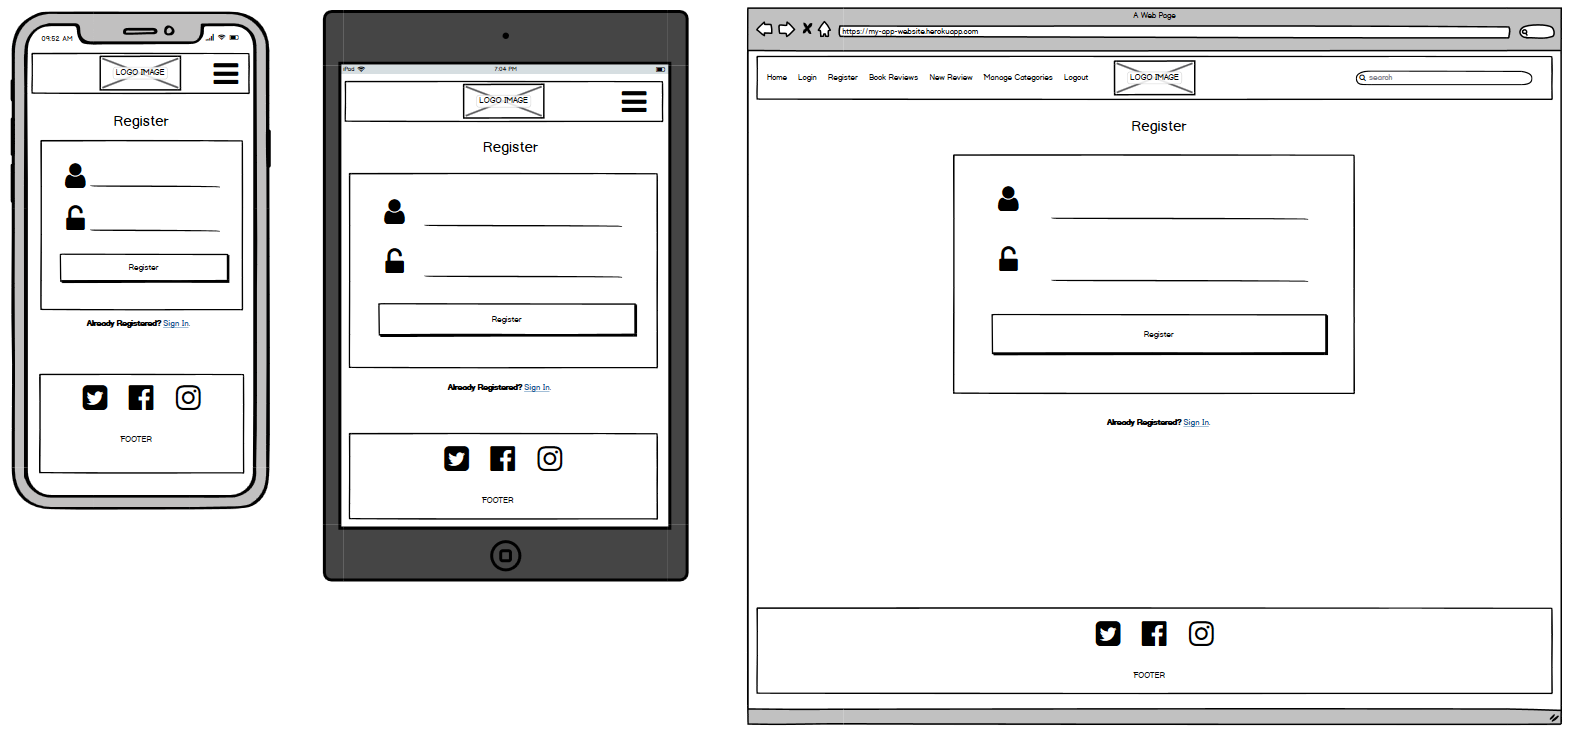 09:52 AM
LOGO IMAGE
Register
Register
Already Registered? Sign In.
FOOTER
iPad
7:04 PM
LOGO IMAGE
Register
Register
Already Registered? Sign In.
FOOTER
A Web Page
https://my-app-website.herokuapp.com
Home Login Register Book Reviews New Review Manage Categories Logout LOGO IMAGE search
Register
Register
Already Registered? Sign In.
FOOTER